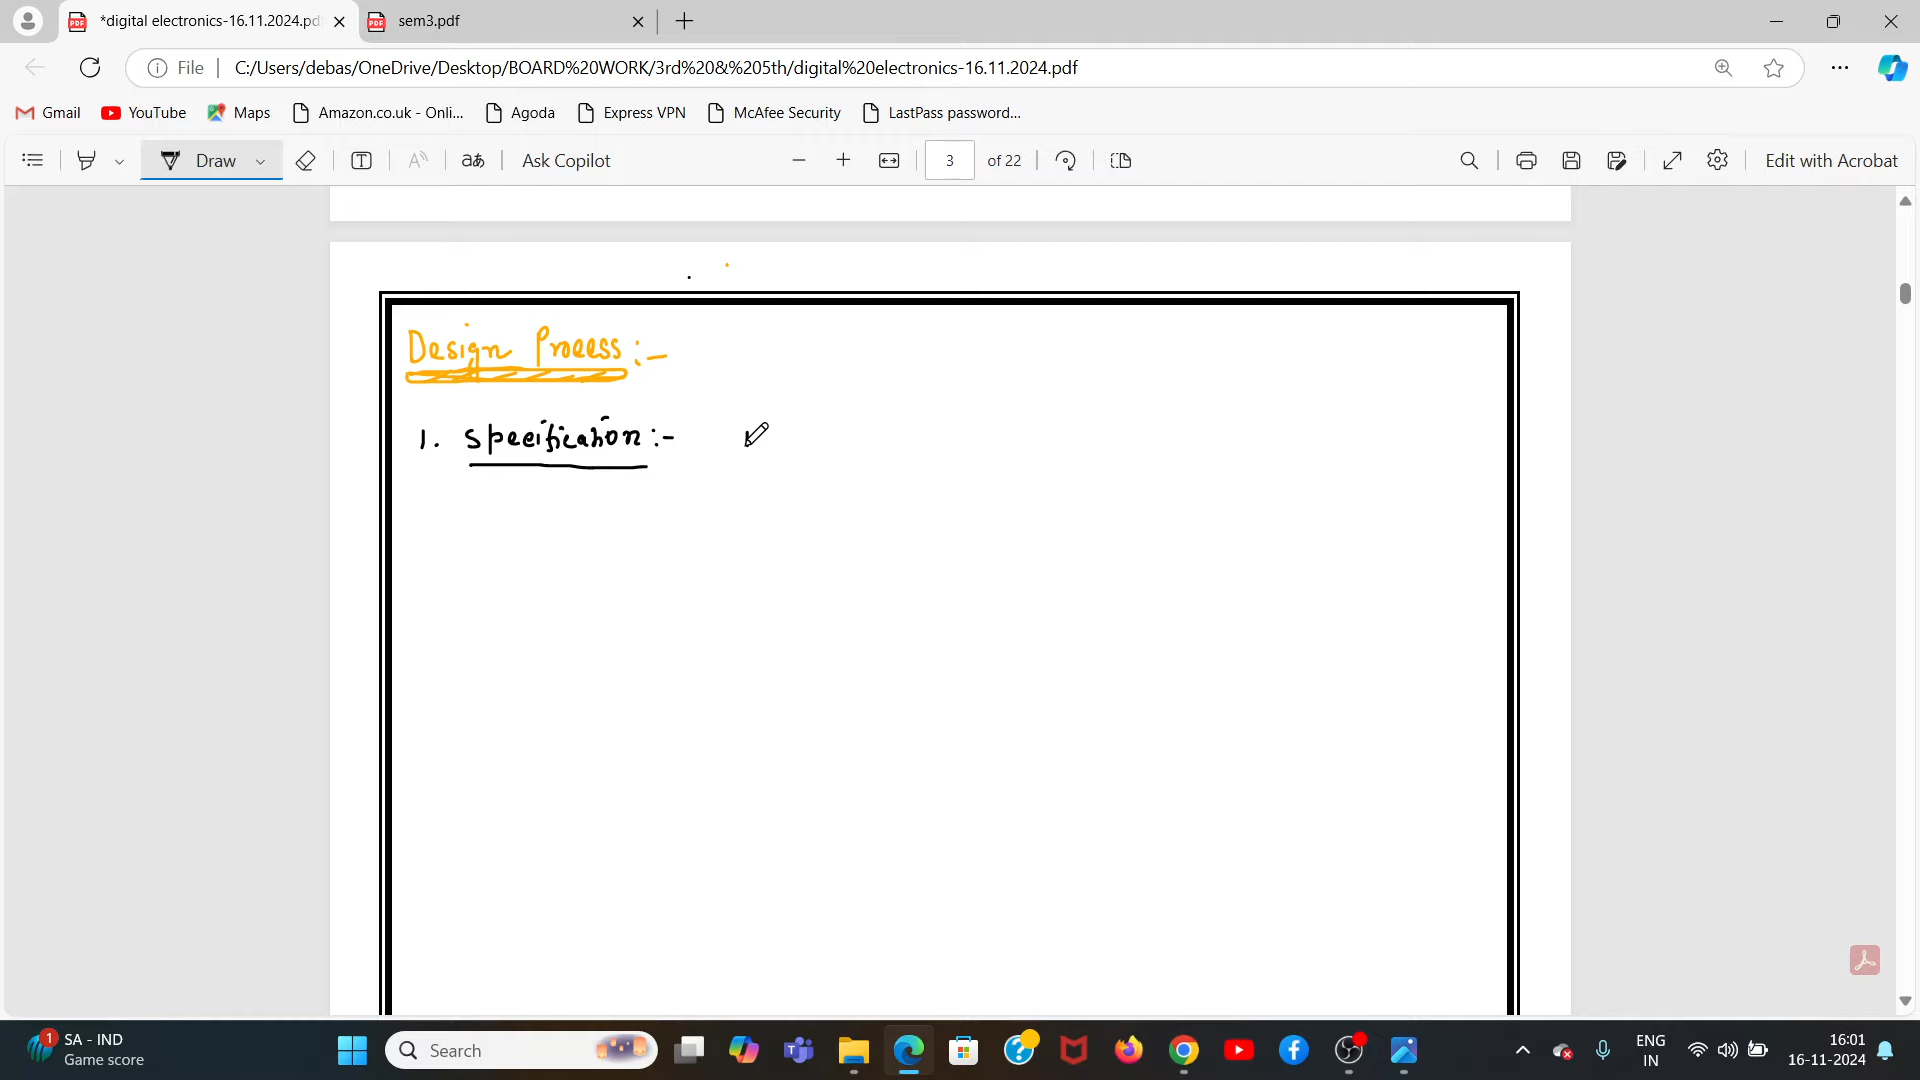 *digital electronics-16.11.2024.pd
sem3.pdf
File
C:/Users/debas/OneDrive/Desktop/BOARD%20WORK/3rd%20&%205th/digital%20electronics-16.11.2024.pdf
Gmail
YouTube
Maps
Amazon.co.uk - Onli...
Agoda
Express VPN
McAfee Security
LastPass password...
Draw
Ask Copilot
3 of 22
Edit with Acrobat
Design Process :-
1. Specification :-
1 SA - IND
Game score
Search
ENG
IN
16:01
16-11-2024